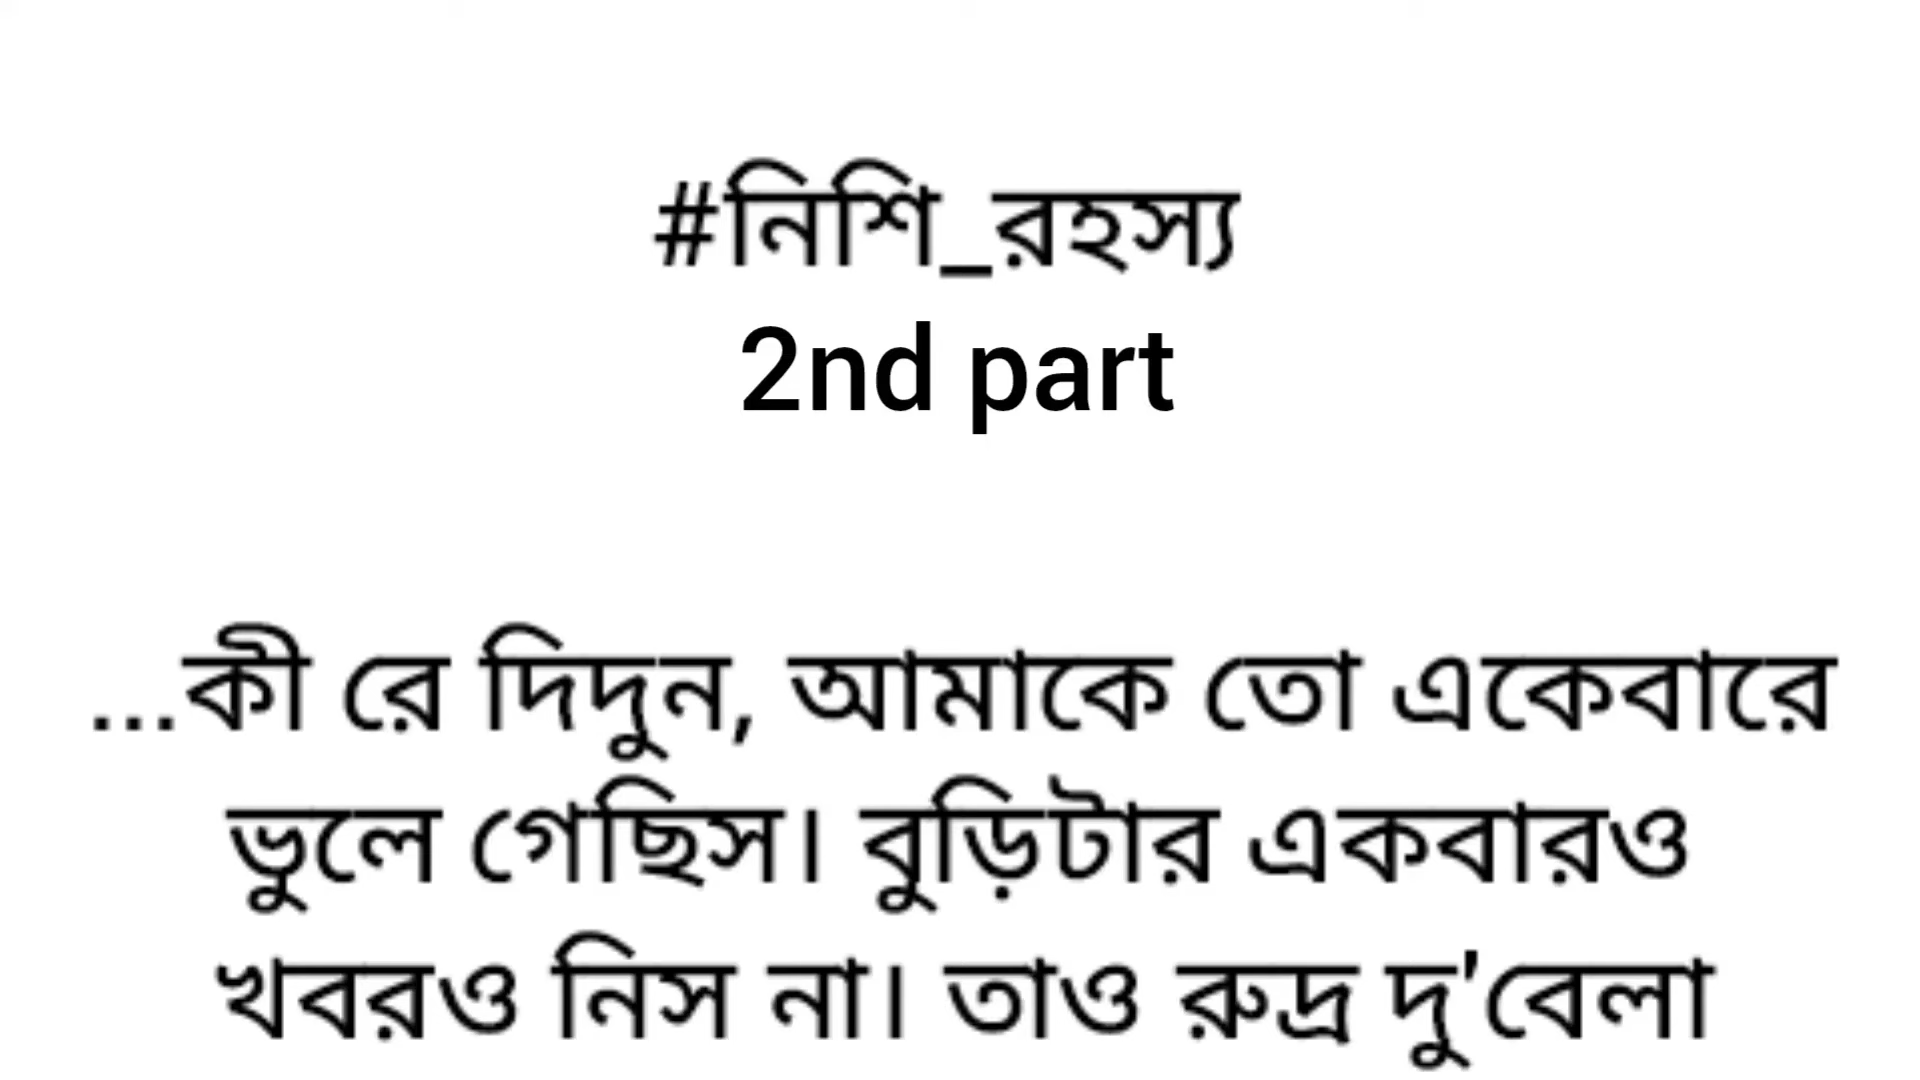 #নিশি_রহস্য
2nd part
...কী রে দিদুন, আমাকে তো একেবারে
ভুলে গেছিস। বুড়িটার একবারও
খবরও নিস না। তাও রুদ্র দু'বেলা